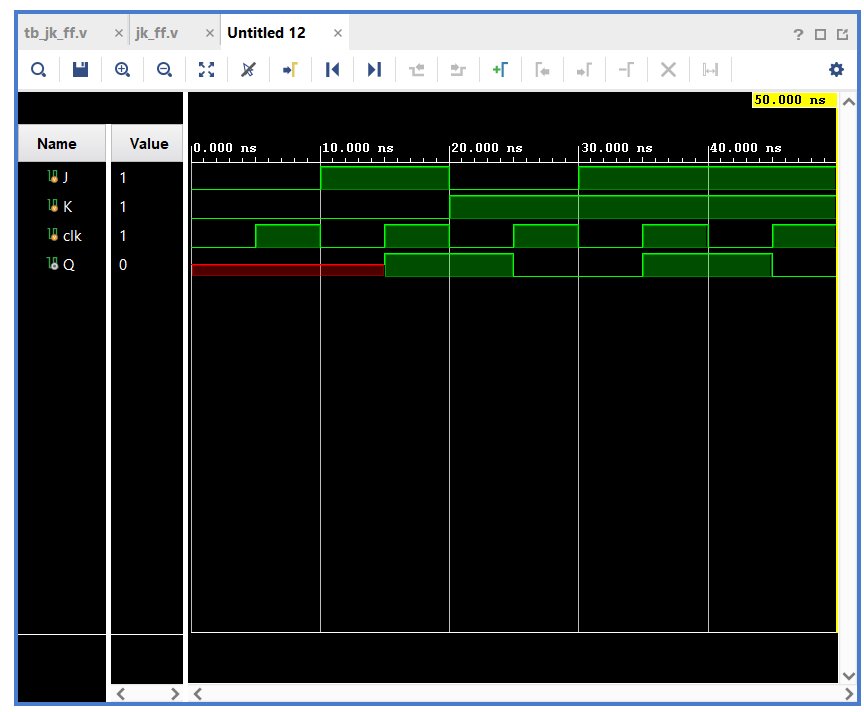 tb_jk_ff.v × jk_ff.v × Untitled 12 × ?
50.000 ns
Name Value 0.000 ns 10.000 ns 20.000 ns 30.000 ns 40.000 ns
J 1
K 1
clk 1
Q 0